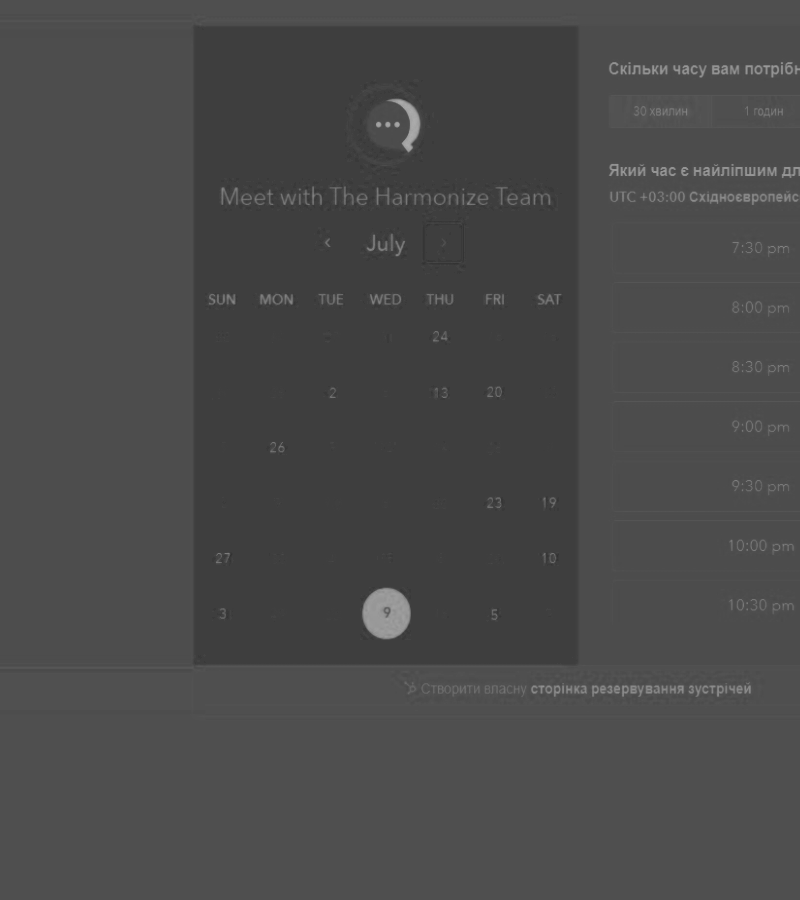 Скільки часу вам потрібн
30 хвилин 1 годин
Який час є найліпшим дл
UTC +03:00 Східноєвропейс
Meet with The Harmonize Team
July
SUN MON TUE WED THU FRI SAT
24
2 13 20
26
23 19
27 10
3 9 5
7:30 pm
8:00 pm
8:30 pm
9:00 pm
9:30 pm
10:00 pm
10:30 pm
Створити власну сторінка резервування зустрічей